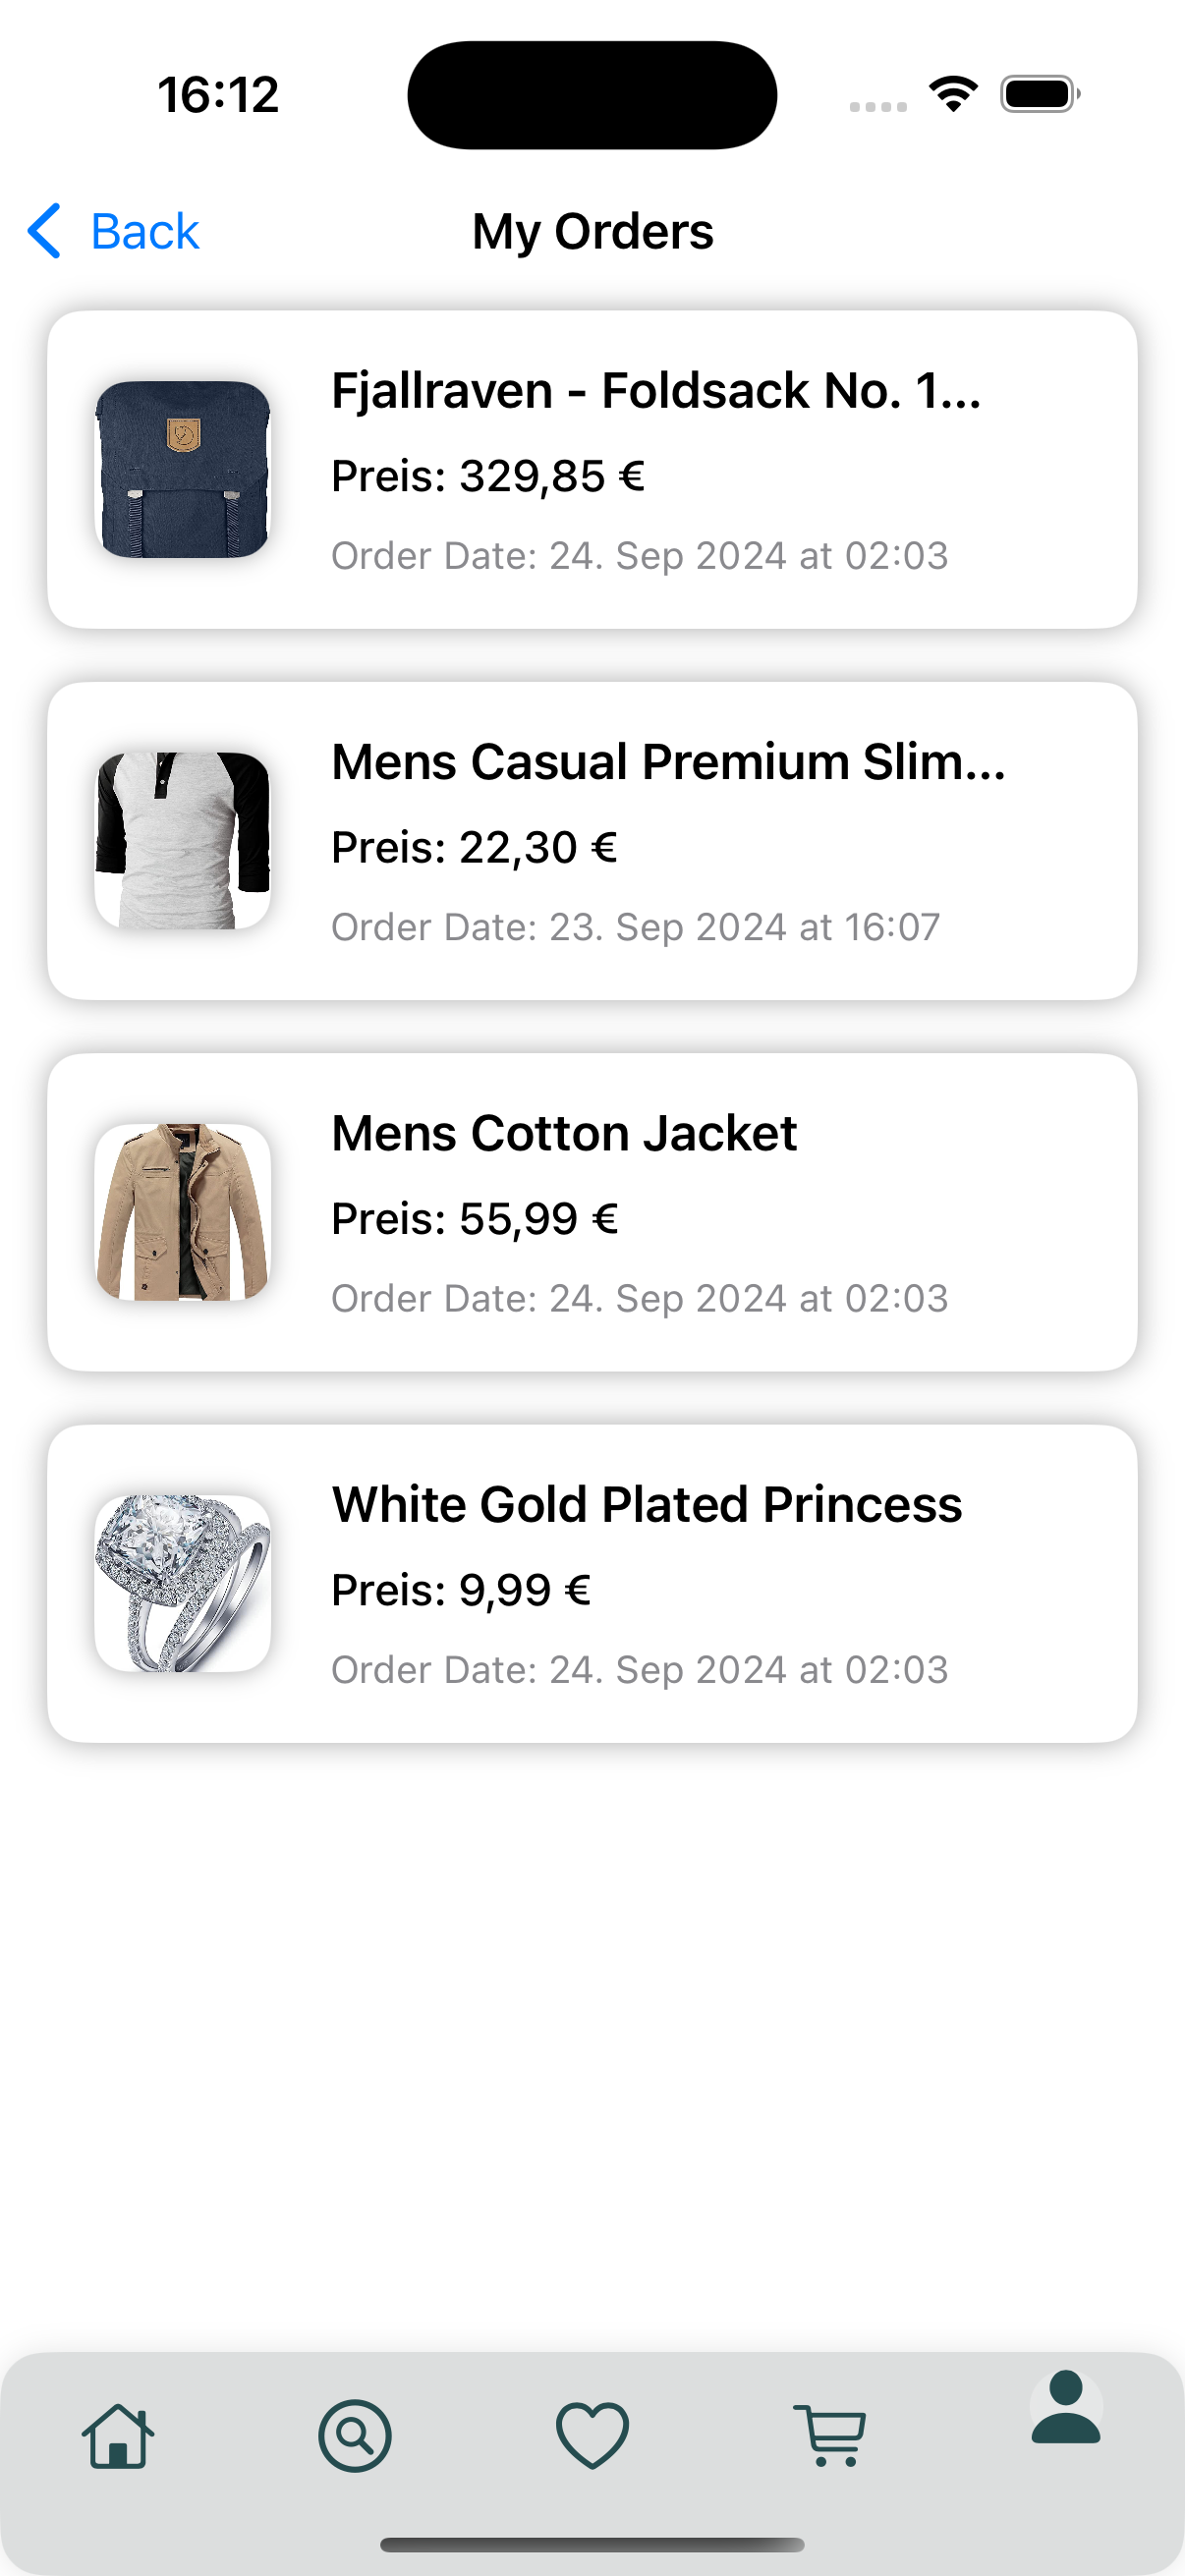 16:12
Back
My Orders
Fjallraven - Foldsack No. 1...
Preis: 329,85 €
Order Date: 24. Sep 2024 at 02:03
Mens Casual Premium Slim...
Preis: 22,30 €
Order Date: 23. Sep 2024 at 16:07
Mens Cotton Jacket
Preis: 55,99 €
Order Date: 24. Sep 2024 at 02:03
White Gold Plated Princess
Preis: 9,99 €
Order Date: 24. Sep 2024 at 02:03